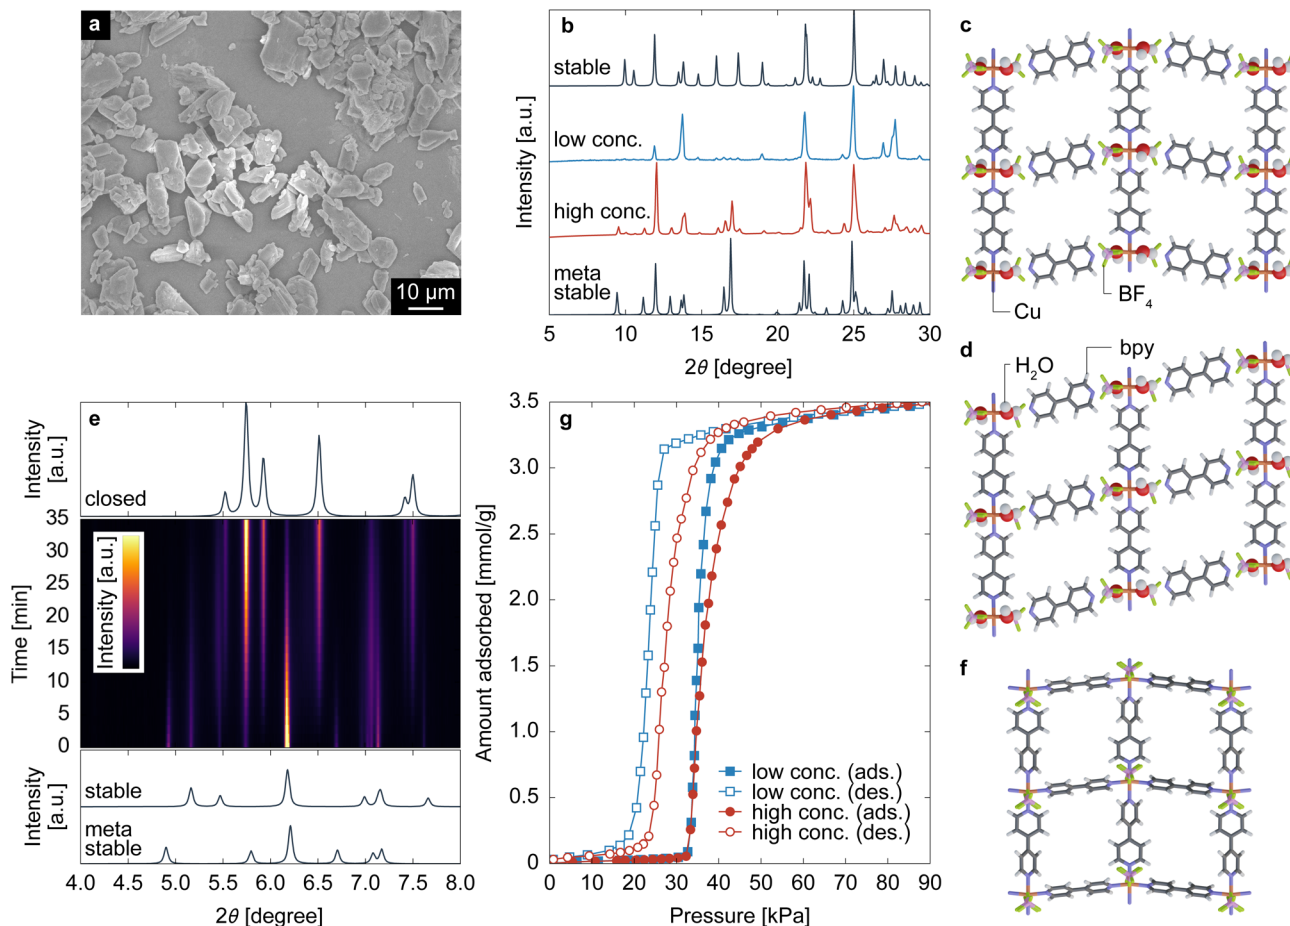 a
10 μm
b
Intensity [a.u.]
stable
low conc.
high conc.
meta
stable
5 10 15 20 25 30
2θ [degree]
c
Cu
BF4
d
H2O
bpy
e
Intensity
[a.u.]
closed
Time [min]
35
30
25
20
15
10
5
0
Intensity [a.u.]
Intensity
[a.u.]
stable
meta
stable
4.0 4.5 5.0 5.5 6.0 6.5 7.0 7.5 8.0
2θ [degree]
g
Amount adsorbed [mmol/g]
3.5
3.0
2.5
2.0
1.5
1.0
0.5
0
low conc. (ads.)
low conc. (des.)
high conc. (ads.)
high conc. (des.)
0 10 20 30 40 50 60 70 80 90
Pressure [kPa]
f